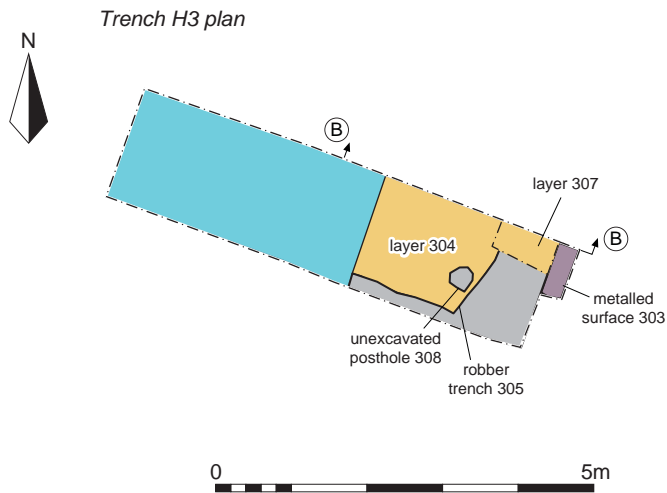 Trench H3 plan
N
B
layer 307
layer 304
B
metalled
surface 303
unexcavated
posthole 308
robber
trench 305
0
5m